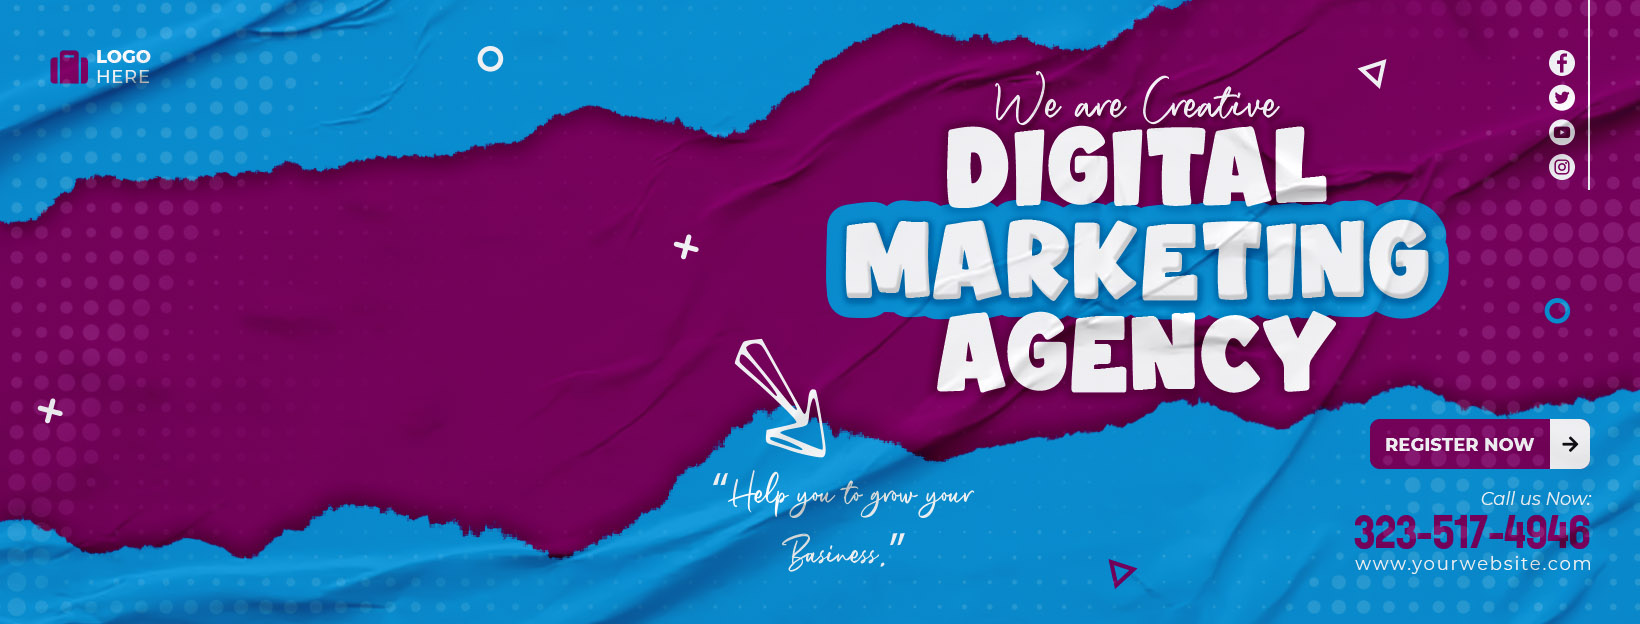 LOGO
HERE
We are Creative
DIGITAL
MARKETING
AGENCY
REGISTER NOW
Call us Now:
323-517-4946
www.yourwebsite.com
“Help you to grow your
Business.”